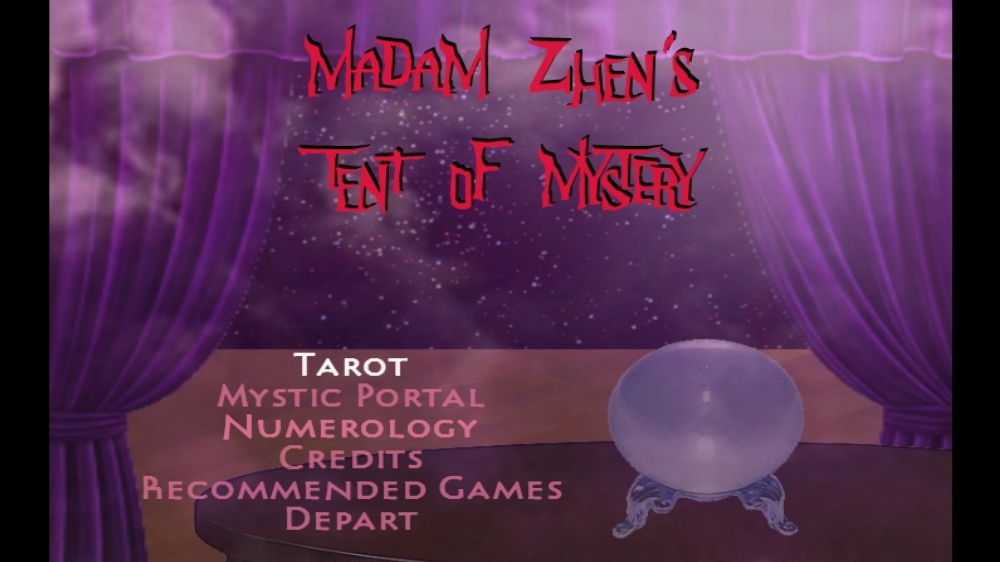 Madam Zhen's
Tent of Mystery
Tarot
Mystic Portal
Numerology
Credits
Recommended Games
Depart